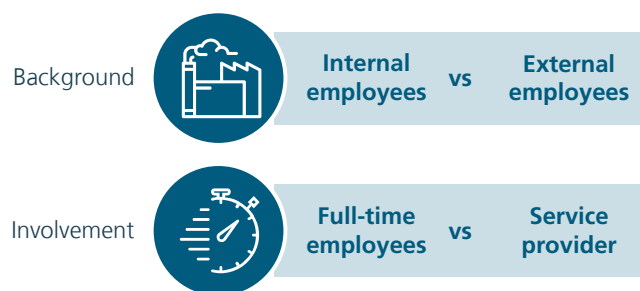 Background
Internal employees vs External employees
Involvement
Full-time employees vs Service provider